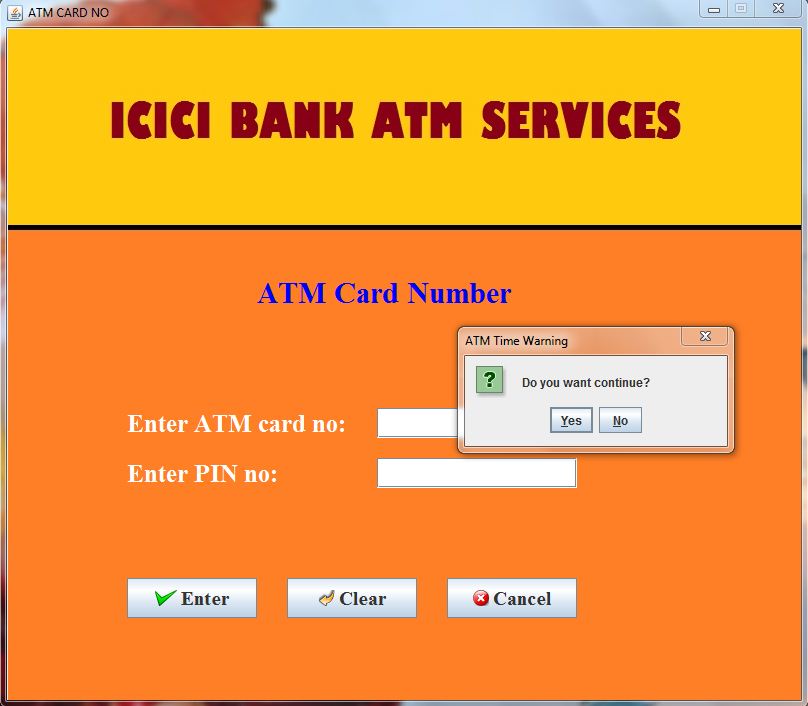 ATM CARD NO
ICICI BANK ATM SERVICES
ATM Card Number
ATM Time Warning
? Do you want continue?
Yes No
Enter ATM card no:
Enter PIN no:
Enter Clear Cancel